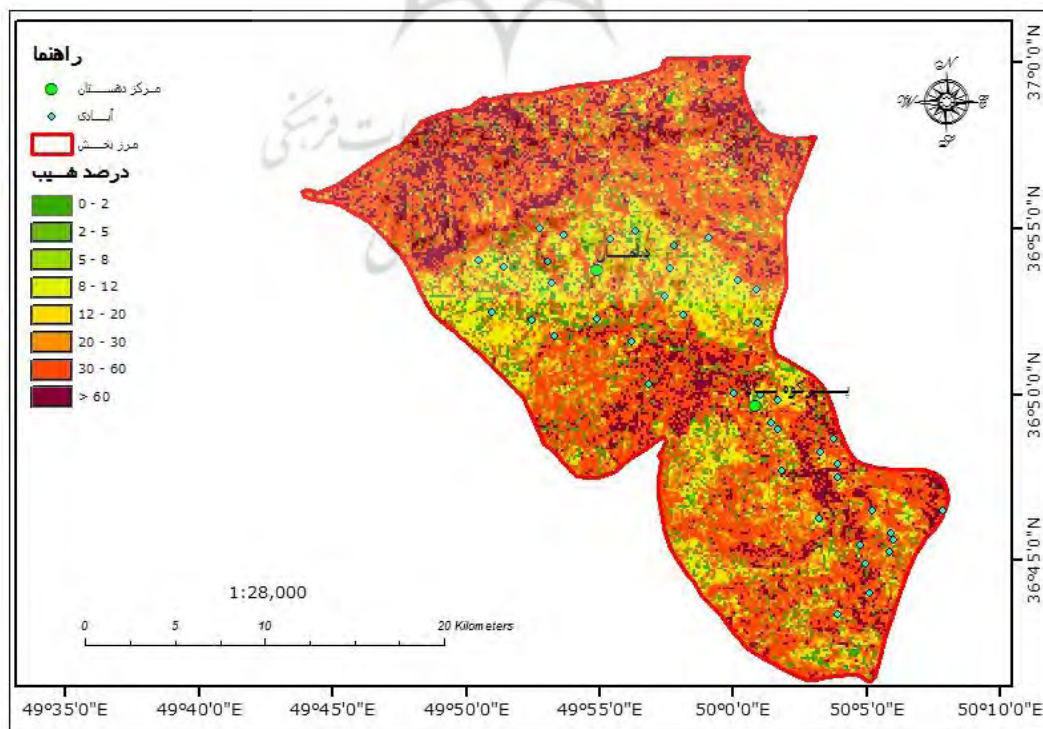 راهنما
مرکز دهستان
آبادی
مرز بخش
درصد شیب
0 - 2
2 - 5
5 - 8
8 - 12
12 - 20
20 - 30
30 - 60
> 60
N
W
E
S
1:28,000
0 5 10 20 Kilometers
37°0'0"N
36°55'0"N
36°50'0"N
36°45'0"N
49°35'0"E 49°40'0"E 49°45'0"E 49°50'0"E 49°55'0"E 50°0'0"E 50°5'0"E 50°10'0"E